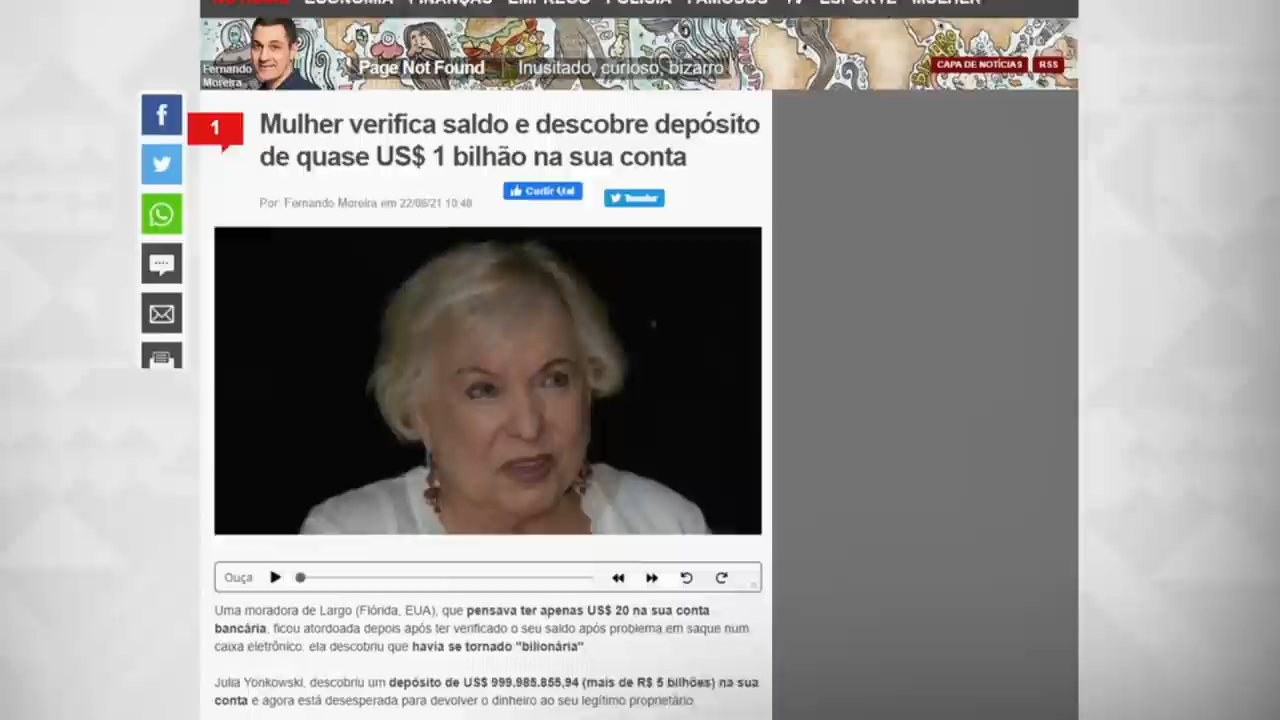 NOTÍCIAS ECONOMIA FINANÇAS EMPREGO POLÍCIA FAMOSOS TV ESPORTE MULHER
Fernando
Moreira
Page Not Found Inusitado, curioso, bizarro
CAPA DE NOTÍCIAS RSS
f
1
Mulher verifica saldo e descobre depósito
de quase US$ 1 bilhão na sua conta
Por: Fernando Moreira em 22/06/21 10:48
Ouça
Uma moradora de Largo (Flórida, EUA), que pensava ter apenas US$ 20 na sua conta
bancária, ficou atordoada depois após ter verificado o seu saldo após problema em saque num
caixa eletrônico: ela descobriu que havia se tornado "bilionária"
Julia Yonkowski, descobriu um depósito de US$ 999.985.855,94 (mais de R$ 5 bilhões) na sua
conta e agora está desesperada para devolver o dinheiro ao seu legítimo proprietário